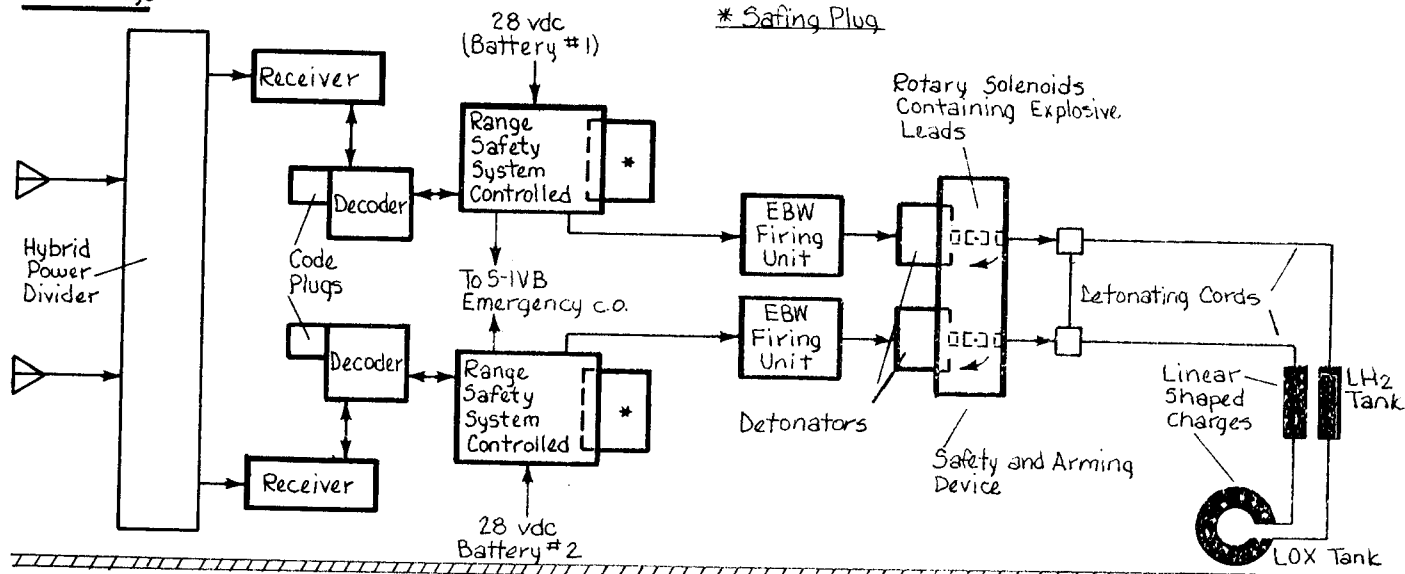 * Safing Plug
28 vdc
(Battery #1)
Receiver
Rotary Solenoids
Containing Explosive
Leads
Range
Safety
System
Controlled
*
Decoder
EBW
Firing
Unit
Hybrid
Power
Divider
Code
Plugs
To S-IVB
Emergency c.o.
Detonating Cords
Decoder
EBW
Firing
Unit
Range
Safety
System
Controlled
*
Linear
Shaped
Charges
LH2
Tank
Detonators
Receiver
Safety and Arming
Device
28 vdc
Battery #2
LOX Tank